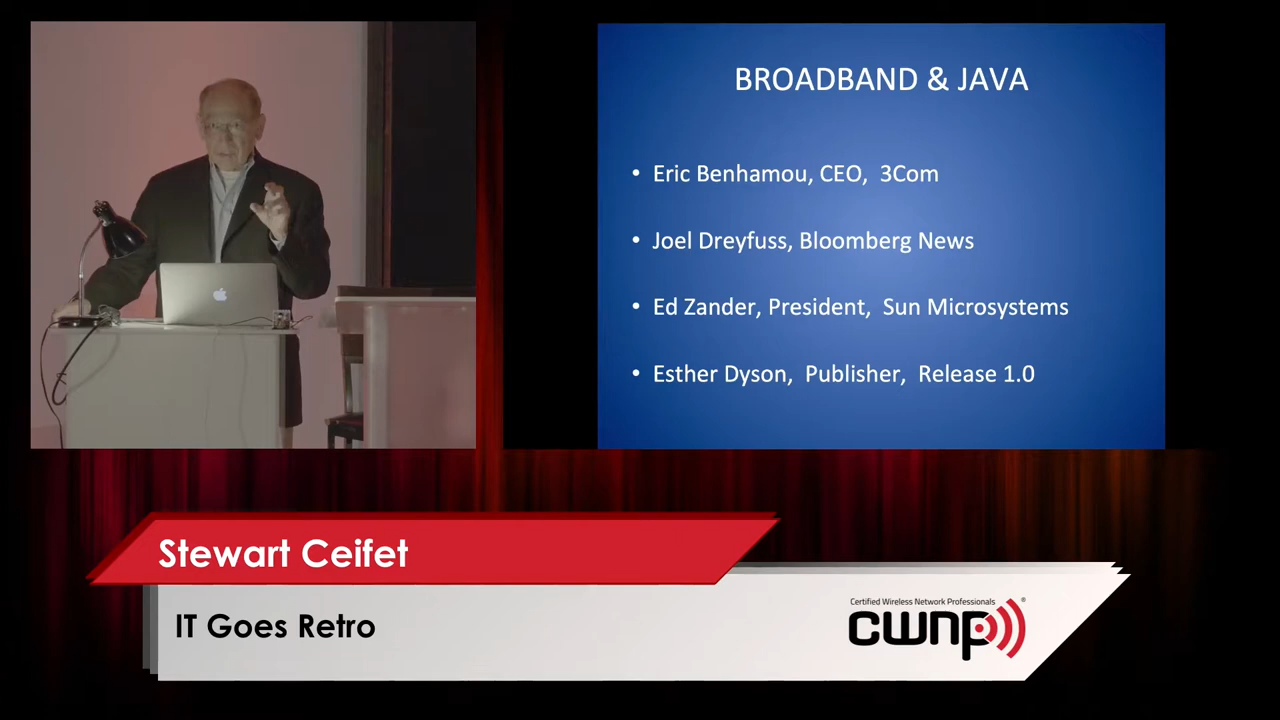 BROADBAND & JAVA
• Eric Benhamou, CEO, 3Com
• Joel Dreyfuss, Bloomberg News
• Ed Zander, President, Sun Microsystems
• Esther Dyson, Publisher, Release 1.0
Stewart Ceifet
IT Goes Retro
Certified Wireless Network Professionals
®
cwnp